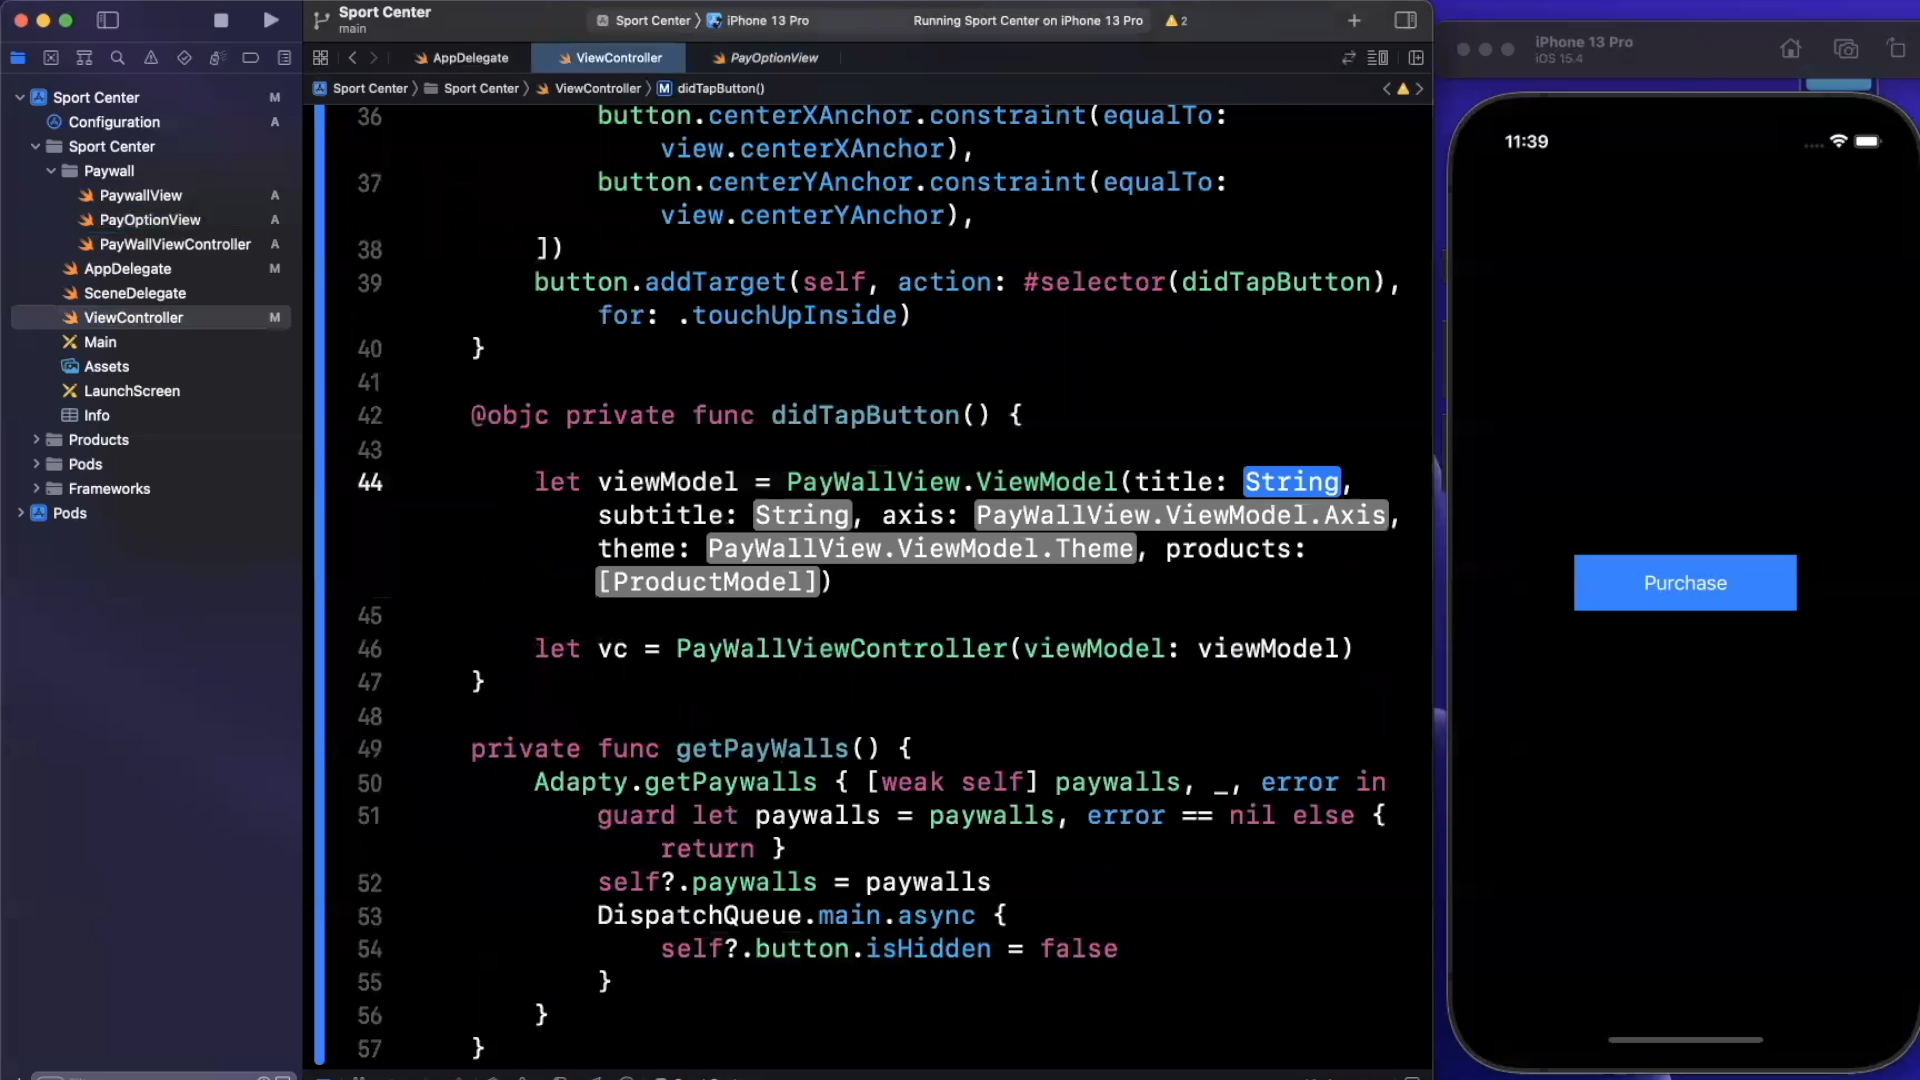 Sport Center
main
Sport Center 〉 iPhone 13 Pro
Running Sport Center on iPhone 13 Pro
2
AppDelegate
ViewController
PayOptionView
Sport Center 〉 Sport Center 〉 ViewController 〉 M didTapButton()
Sport Center M
Configuration A
Sport Center
Paywall
PaywallView A
PayOptionView A
PayWallViewController A
AppDelegate M
SceneDelegate
ViewController M
Main
Assets
LaunchScreen
Info
Products
Pods
Frameworks
Pods
36 button.centerXAnchor.constraint(equalTo:
view.centerXAnchor),
37 button.centerYAnchor.constraint(equalTo:
view.centerYAnchor),
38 ])
39 button.addTarget(self, action: #selector(didTapButton),
for: .touchUpInside)
40 }
41
42 @objc private func didTapButton() {
43
44 let viewModel = PayWallView.ViewModel(title: String,
subtitle: String, axis: PayWallView.ViewModel.Axis,
theme: PayWallView.ViewModel.Theme, products:
[ProductModel])
45
46 let vc = PayWallViewController(viewModel: viewModel)
47 }
48
49 private func getPayWalls() {
50 Adapty.getPaywalls { [weak self] paywalls, _, error in
51 guard let paywalls = paywalls, error == nil else {
return }
52 self?.paywalls = paywalls
53 DispatchQueue.main.async {
54 self?.button.isHidden = false
55 }
56 }
57 }
iPhone 13 Pro
iOS 15.4
11:39
Purchase